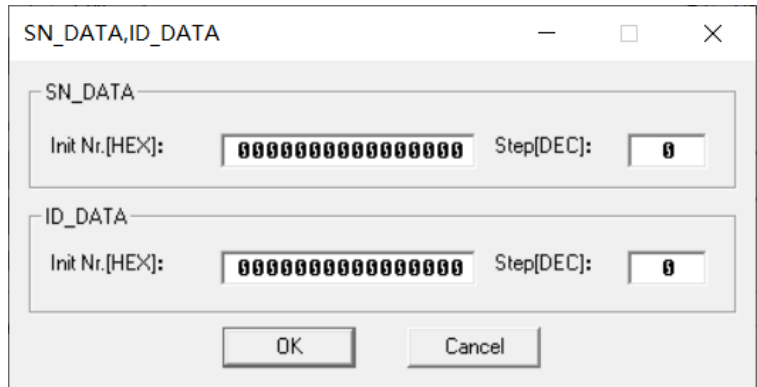 SN_DATA,ID_DATA
SN_DATA
Init Nr.[HEX]: 0000000000000000 Step[DEC]: 0
ID_DATA
Init Nr.[HEX]: 0000000000000000 Step[DEC]: 0
OK Cancel